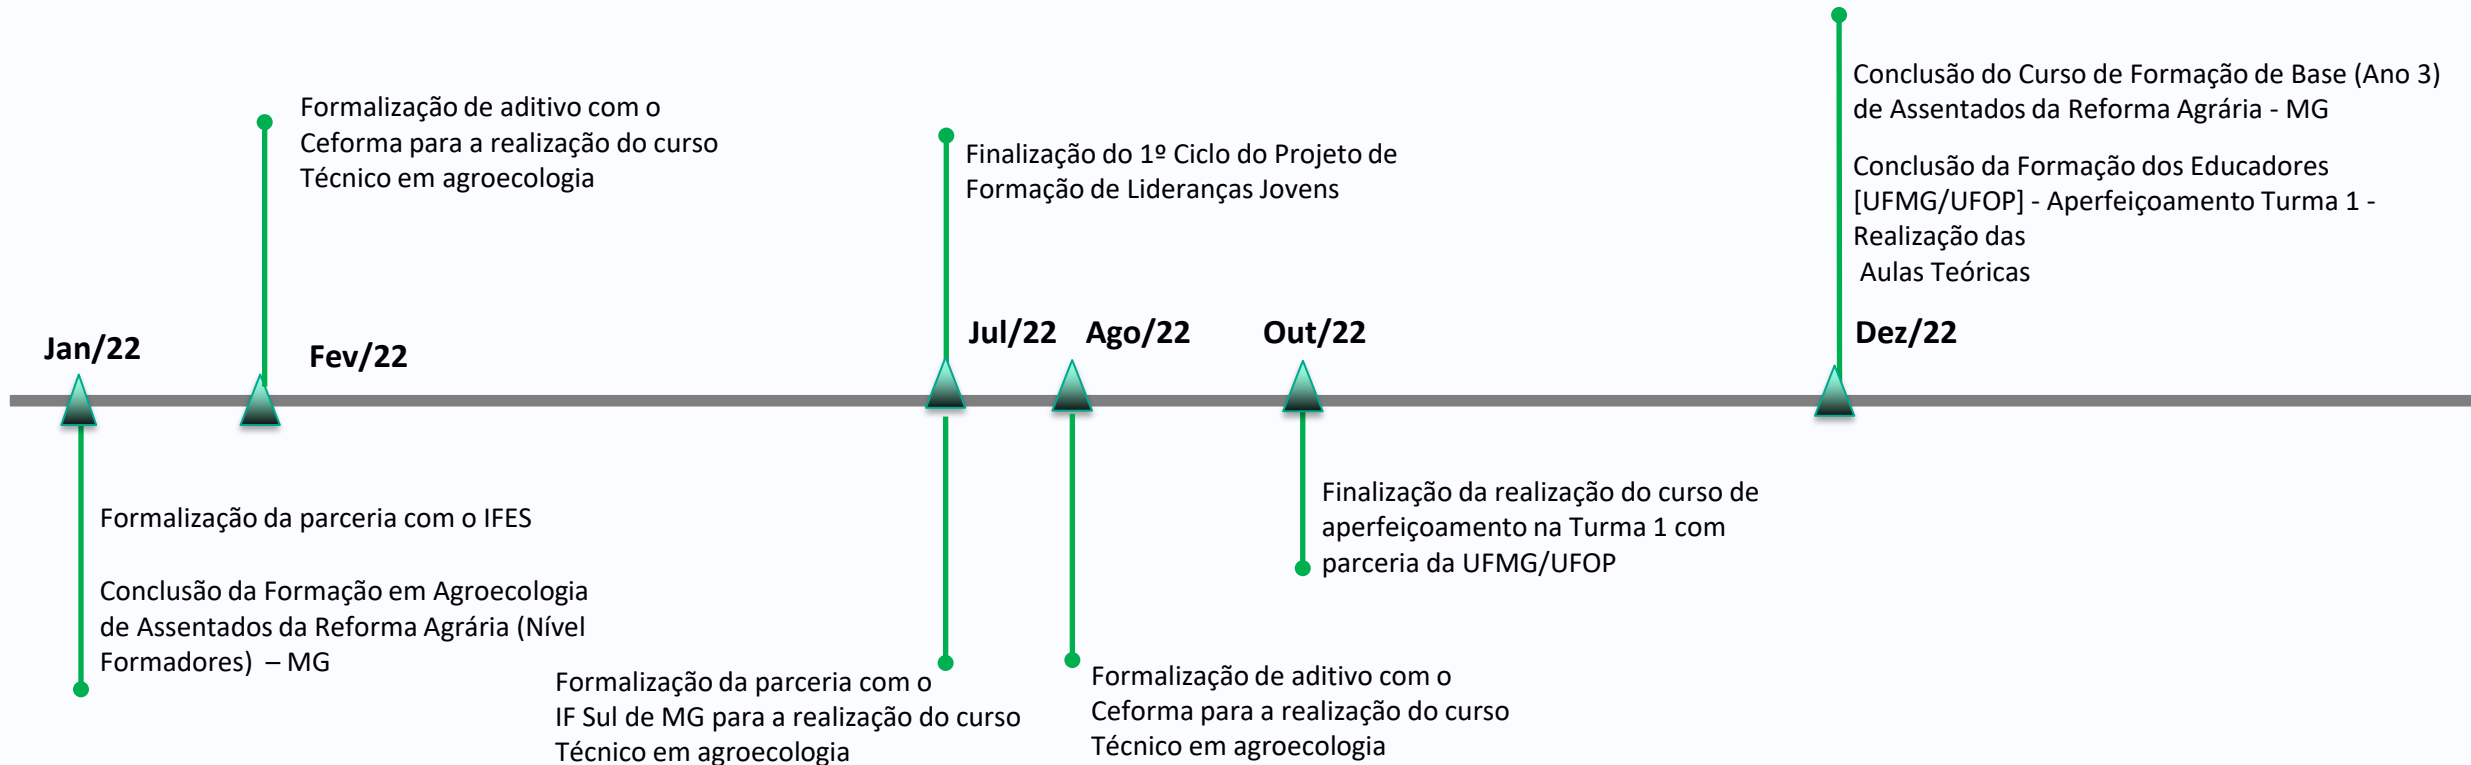 Jan/22
Formalização da parceria com o IFES
Conclusão da Formação em Agroecologia
de Assentados da Reforma Agrária (Nível
Formadores) – MG
Formalização de aditivo com o
Ceforma para a realização do curso
Técnico em agroecologia
Fev/22
Finalização do 1º Ciclo do Projeto de
Formação de Lideranças Jovens
Jul/22
Formalização da parceria com o
IF Sul de MG para a realização do curso
Técnico em agroecologia
Ago/22
Formalização de aditivo com o
Ceforma para a realização do curso
Técnico em agroecologia
Out/22
Finalização da realização do curso de
aperfeiçoamento na Turma 1 com
parceria da UFMG/UFOP
Conclusão do Curso de Formação de Base (Ano 3)
de Assentados da Reforma Agrária - MG
Conclusão da Formação dos Educadores
[UFMG/UFOP] - Aperfeiçoamento Turma 1 -
Realização das
Aulas Teóricas
Dez/22